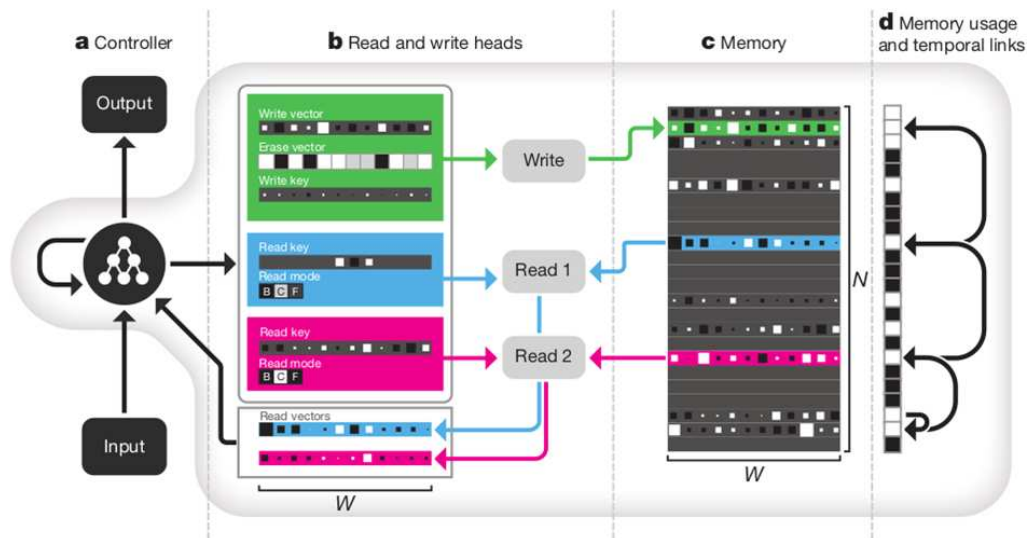 a Controller
b Read and write heads
c Memory
d Memory usage
and temporal links
Output
Input
Write vector
Erase vector
Write key
Read key
Read mode
B C F
Read key
Read mode
B C F
Read vectors
W
Write
Read 1
Read 2
N
W